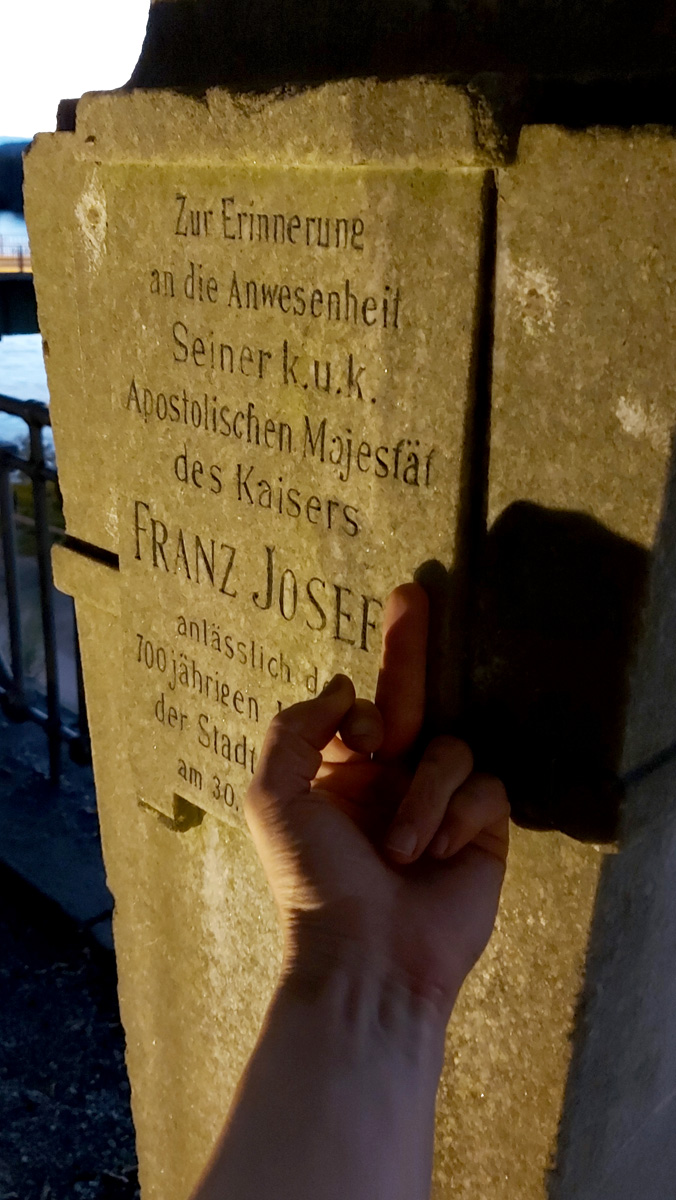 Zur Erinnerung
an die Anwesenheit
Seiner k.u.k.
Apostolischen Majestät
des Kaisers
FRANZ JOSEF
anlässlich
700jährigen
der Stadt
am 30.